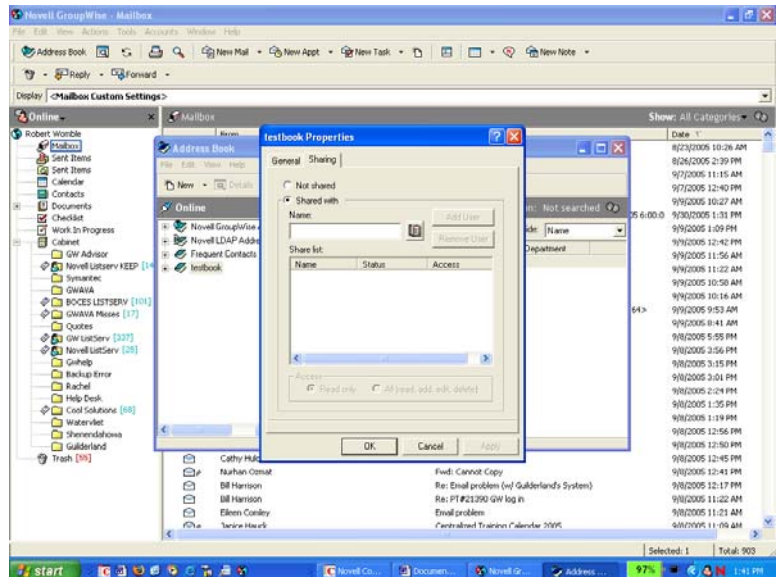 Novell GroupWise - Mailbox
File Edit View Actions Tools Accounts Window Help
Address Book New Mail New Appt New Task New Note
Reply Forward
Display <Mailbox Custom Settings>
Online Mailbox Show: All Categories
Robert Womble
Mailbox
Sent Items
Sent Items
Calendar
Contacts
Documents
Checklist
Work In Progress
Cabinet
GW Advisor
Novell Listserv KEEP [14
Symantec
GWAVA
BOCES LISTSERV [101]
GWAVA Misses [17]
Quotes
GW ListServ [337]
Novell ListServ [28]
Gwhelp
Backup Error
Rachel
Help Desk
Cool Solutions [68]
Watervliet
Shenendahowa
Guilderland
Trash [55]
From
Address Book
File Edit View Help
New Details
Online
Novell GroupWise
Novell LDAP Addre
Frequent Contacts
testbook
Not searched
Name
Department
testbook Properties
General Sharing
Not shared
Shared with
Name:
Add User
Remove User
Share list:
Name Status Access
Access
Read only All (read, add, edit, delete)
OK Cancel Apply
Date
8/23/2005 10:26 AM
8/26/2005 2:39 PM
9/7/2005 11:15 AM
9/7/2005 12:40 PM
9/9/2005 10:27 AM
05 6:00:0 9/30/2005 1:31 PM
9/9/2005 1:09 PM
9/9/2005 12:42 PM
9/9/2005 11:56 AM
9/9/2005 11:22 AM
9/9/2005 10:58 AM
9/9/2005 10:16 AM
64> 9/9/2005 9:53 AM
9/9/2005 8:41 AM
9/8/2005 5:55 PM
9/8/2005 3:56 PM
9/8/2005 3:15 PM
9/8/2005 3:01 PM
9/8/2005 2:24 PM
9/8/2005 1:35 PM
9/8/2005 1:19 PM
9/8/2005 12:56 PM
9/8/2005 12:50 PM
Cathy Hulc 9/8/2005 12:45 PM
Nurhan Ozmat Fwd: Cannot Copy 9/8/2005 12:41 PM
Bill Harrison Re: Email problem (w/ Guilderland's System) 9/8/2005 12:17 PM
Bill Harrison Re: PT#21390 GW log in 9/8/2005 11:22 AM
Eileen Comley Email problem 9/8/2005 11:21 AM
Janice Hauck Centralized Training Calendar 2005 9/8/2005 11:09 AM
Selected: 1 Total: 903
start Novell Co... Documen... Novell Gr... Address ... 97% 1:41 PM